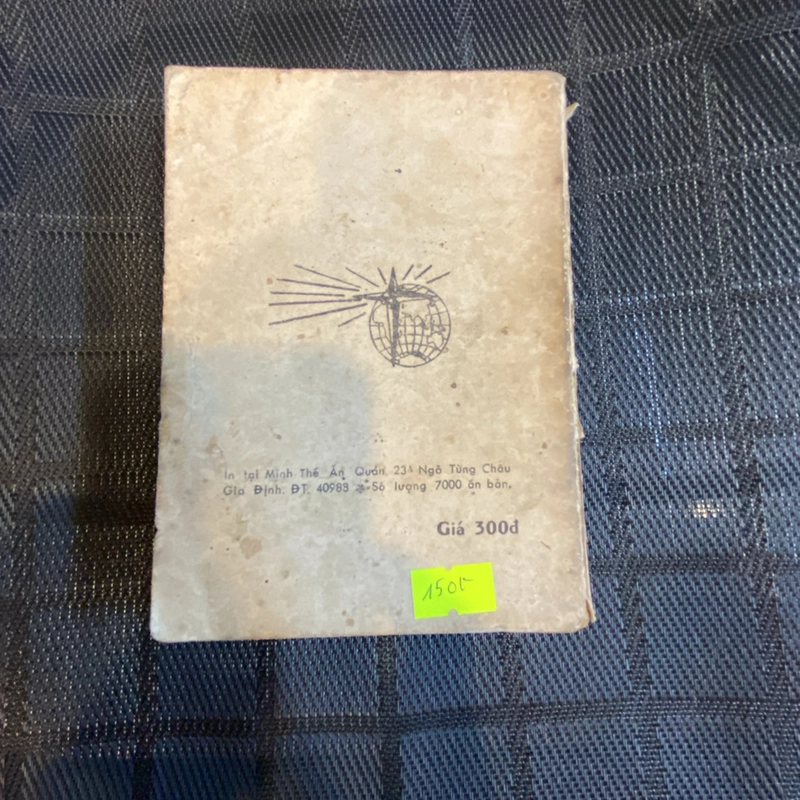 In tại Minh Thế Ấn Quán 23A Ngô Tùng Châu
Gia Định. ĐT. 40983 - Số lượng 7000 ấn bản.
Giá 300đ
150k